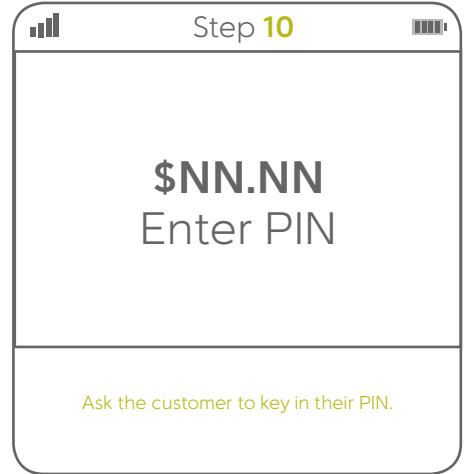 Step 10
$NN.NN
Enter PIN
Ask the customer to key in their PIN.